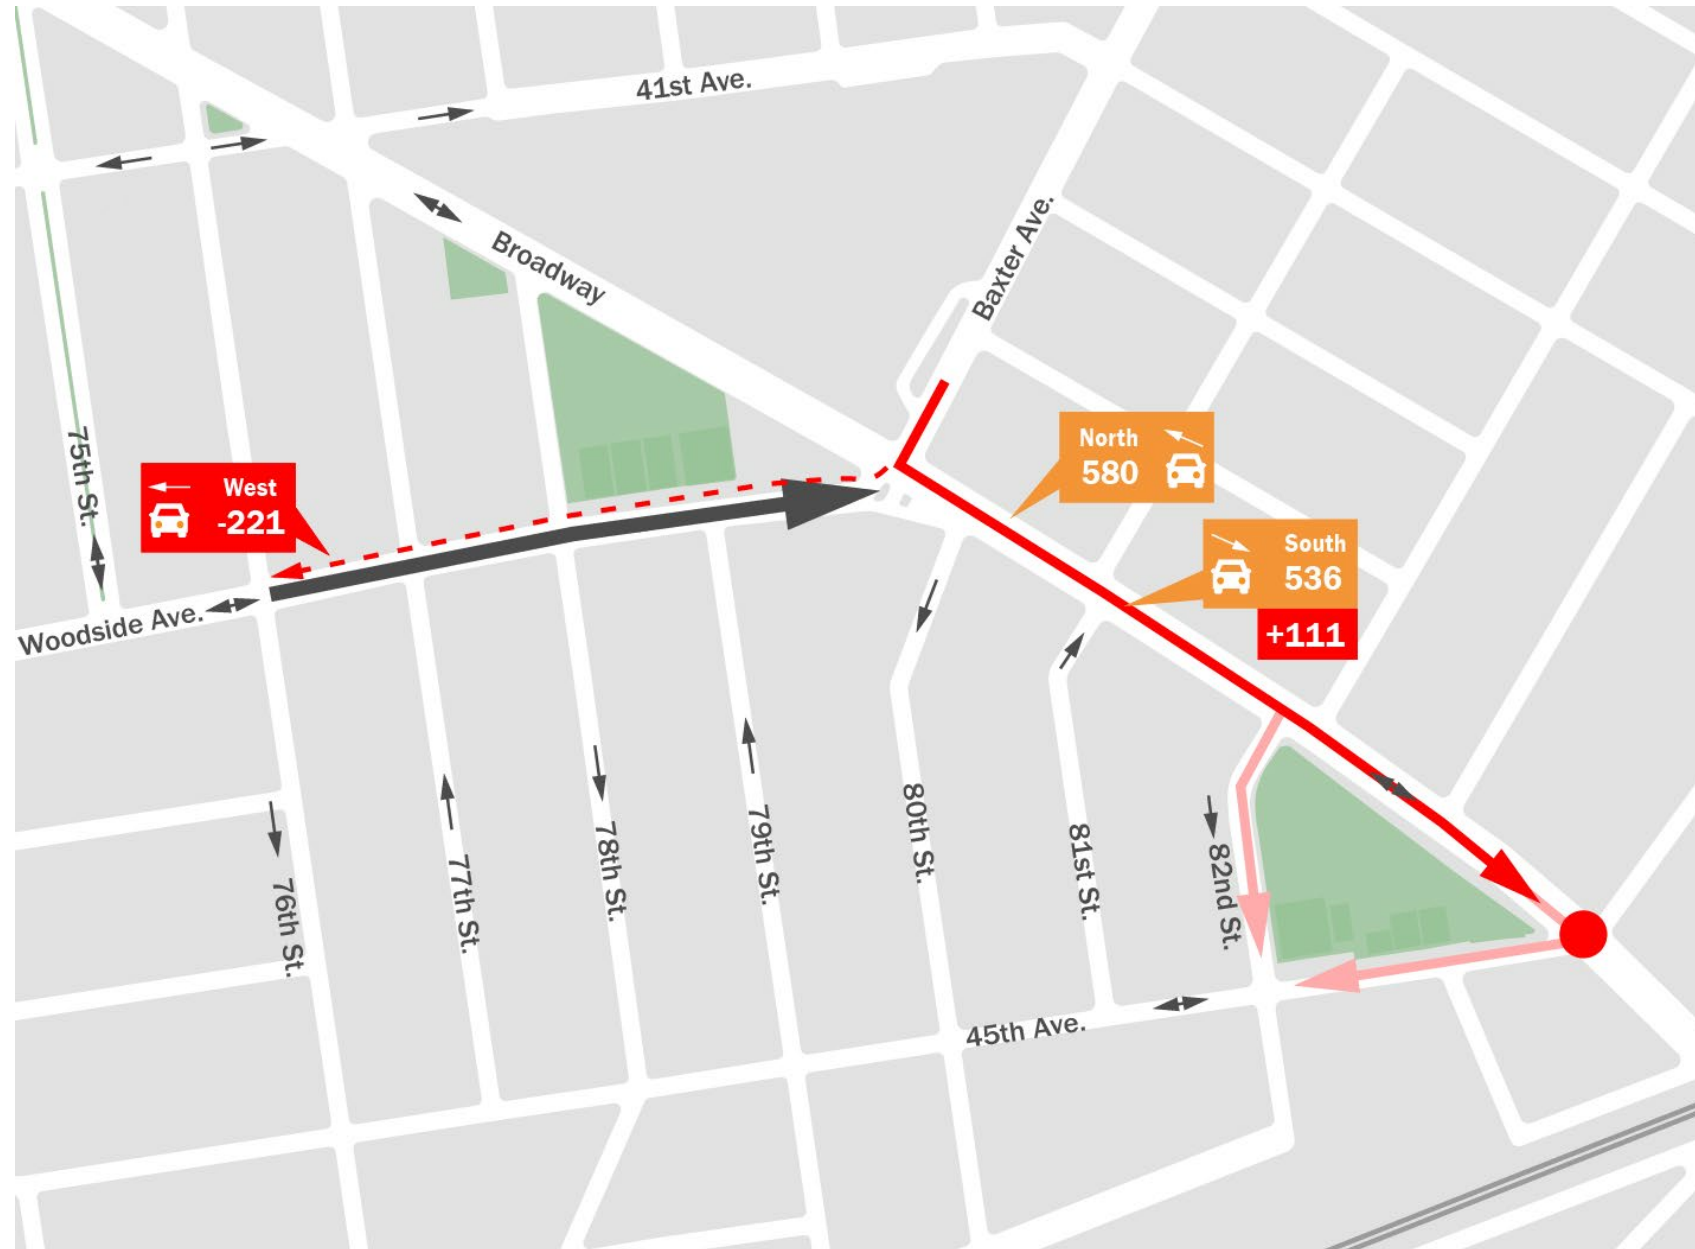 41st Ave.
Broadway
Baxter Ave.
North
580
75th St.
West
-221
South
536
+111
Woodside Ave.
76th St.
77th St.
78th St.
79th St.
80th St.
81st St.
82nd St.
45th Ave.